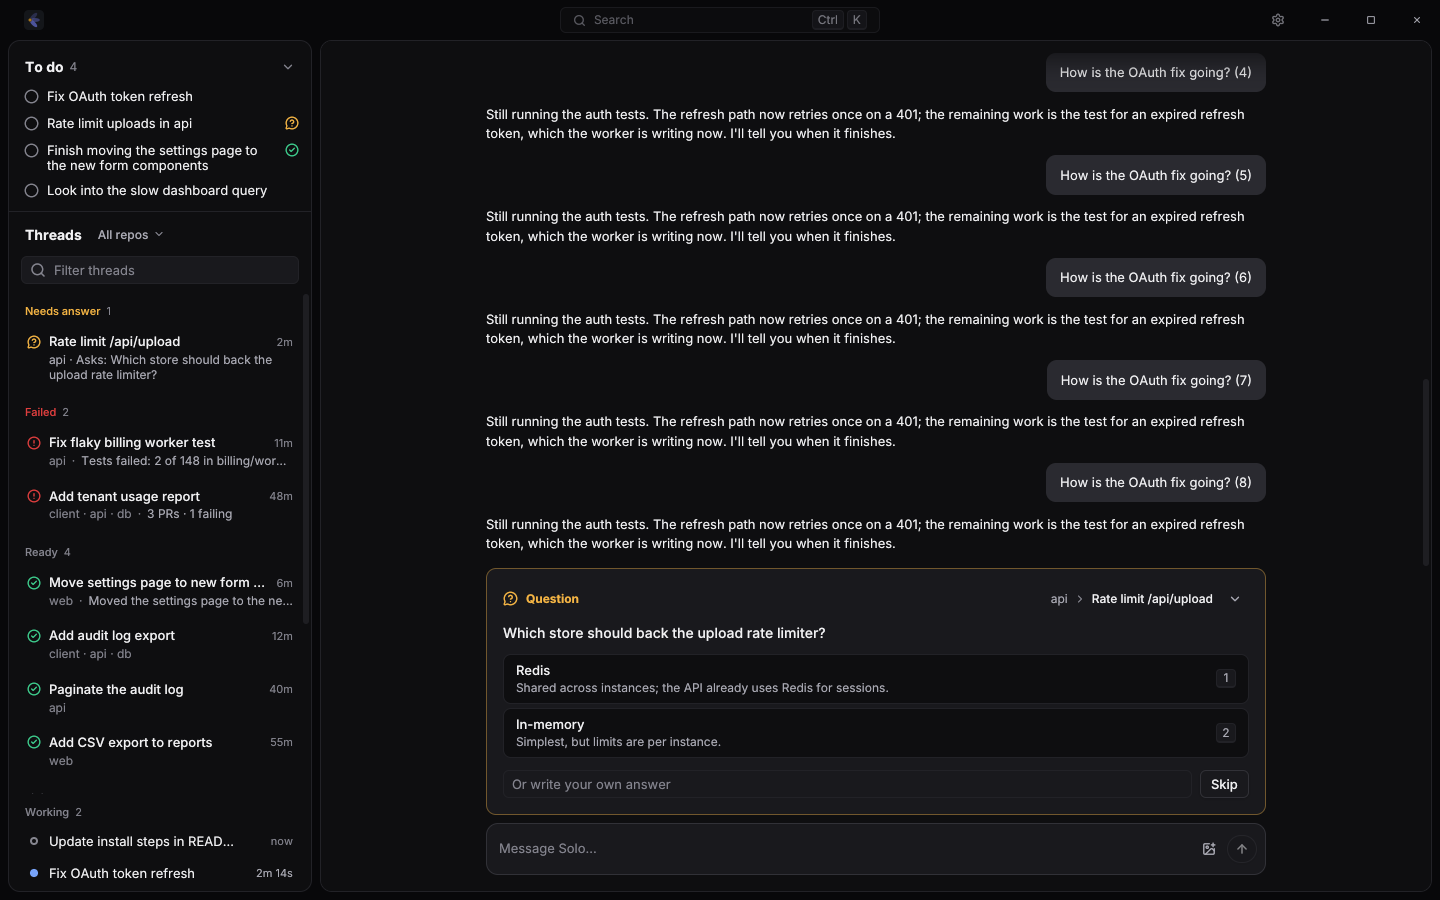 Search
Ctrl K
To do 4
Fix OAuth token refresh
Rate limit uploads in api
Finish moving the settings page to
the new form components
Look into the slow dashboard query
Threads All repos
Filter threads
Needs answer 1
Rate limit /api/upload 2m
api · Asks: Which store should back the
upload rate limiter?
Failed 2
Fix flaky billing worker test 11m
api · Tests failed: 2 of 148 in billing/wor...
Add tenant usage report 48m
client · api · db · 3 PRs · 1 failing
Ready 4
Move settings page to new form ... 6m
web · Moved the settings page to the ne...
Add audit log export 12m
client · api · db
Paginate the audit log 40m
api
Add CSV export to reports 55m
web
Working 2
Update install steps in READ... now
Fix OAuth token refresh 2m 14s
How is the OAuth fix going? (4)
Still running the auth tests. The refresh path now retries once on a 401; the remaining work is the test for an expired refresh
token, which the worker is writing now. I'll tell you when it finishes.
How is the OAuth fix going? (5)
Still running the auth tests. The refresh path now retries once on a 401; the remaining work is the test for an expired refresh
token, which the worker is writing now. I'll tell you when it finishes.
How is the OAuth fix going? (6)
Still running the auth tests. The refresh path now retries once on a 401; the remaining work is the test for an expired refresh
token, which the worker is writing now. I'll tell you when it finishes.
How is the OAuth fix going? (7)
Still running the auth tests. The refresh path now retries once on a 401; the remaining work is the test for an expired refresh
token, which the worker is writing now. I'll tell you when it finishes.
How is the OAuth fix going? (8)
Still running the auth tests. The refresh path now retries once on a 401; the remaining work is the test for an expired refresh
token, which the worker is writing now. I'll tell you when it finishes.
Question api > Rate limit /api/upload
Which store should back the upload rate limiter?
Redis
Shared across instances; the API already uses Redis for sessions.
1
In-memory
Simplest, but limits are per instance.
2
Or write your own answer Skip
Message Solo...